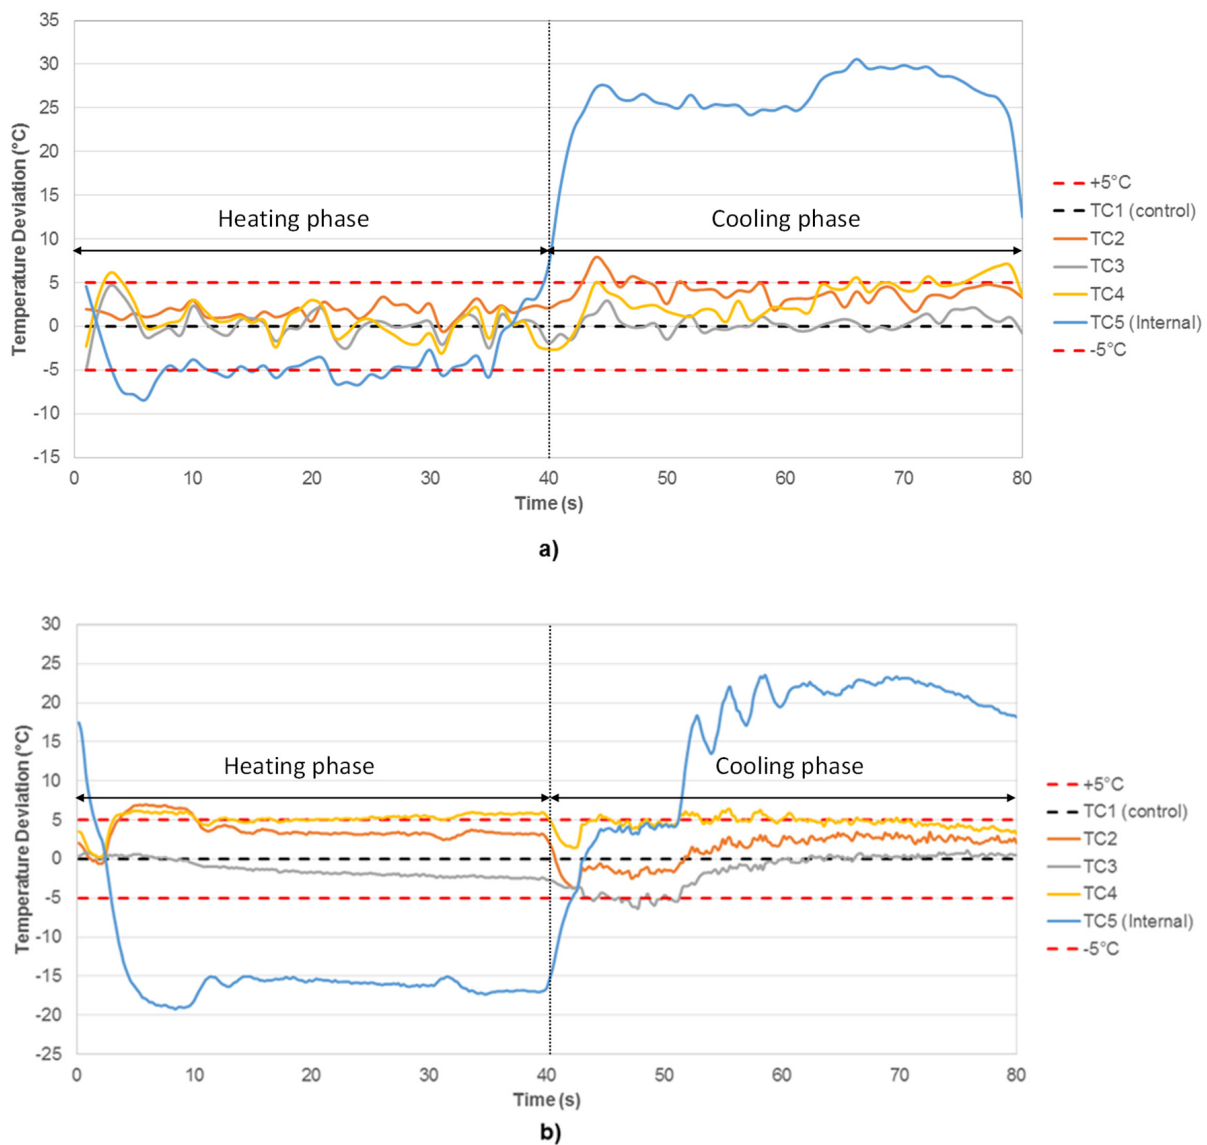 35
30
25
20
15
10
5
0
-5
-10
-15
Temperature Deviation (°C)
Heating phase
Cooling phase
0 10 20 30 40 50 60 70 80
Time (s)
+5°C
TC1 (control)
TC2
TC3
TC4
TC5 (Internal)
-5°C
a)
30
25
20
15
10
5
0
-5
-10
-15
-20
-25
Temperature Deviation (°C)
Heating phase
Cooling phase
0 10 20 30 40 50 60 70 80
Time (s)
+5°C
TC1 (control)
TC2
TC3
TC4
TC5 (Internal)
-5°C
b)